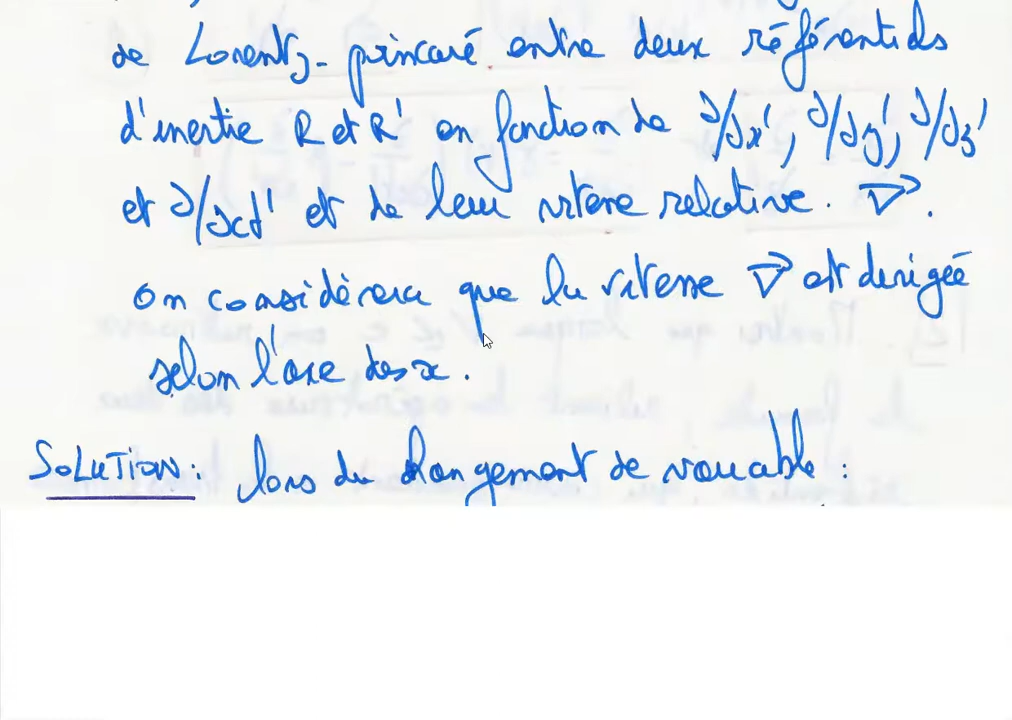 de Lorentz-poincaré entre deux référentiels
d'inertie R et R' en fonction de ∂/∂x', ∂/∂y', ∂/∂z'
et ∂/∂ct' et de leur vitesse relative. V⃗.
on considèrera que la vitesse V⃗ est dirigée
selon l'axe des x.
SOLUTION: lors du changement de variable :